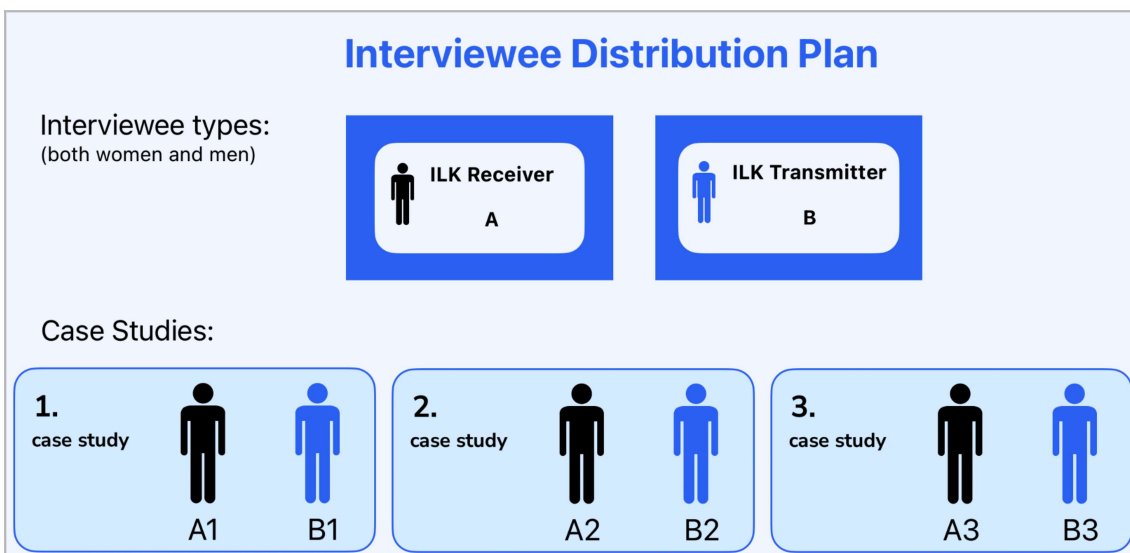 Interviewee Distribution Plan
Interviewee types:
(both women and men)
ILK Receiver
A
ILK Transmitter
B
Case Studies:
1.
case study
A1
B1
2.
case study
A2
B2
3.
case study
A3
B3